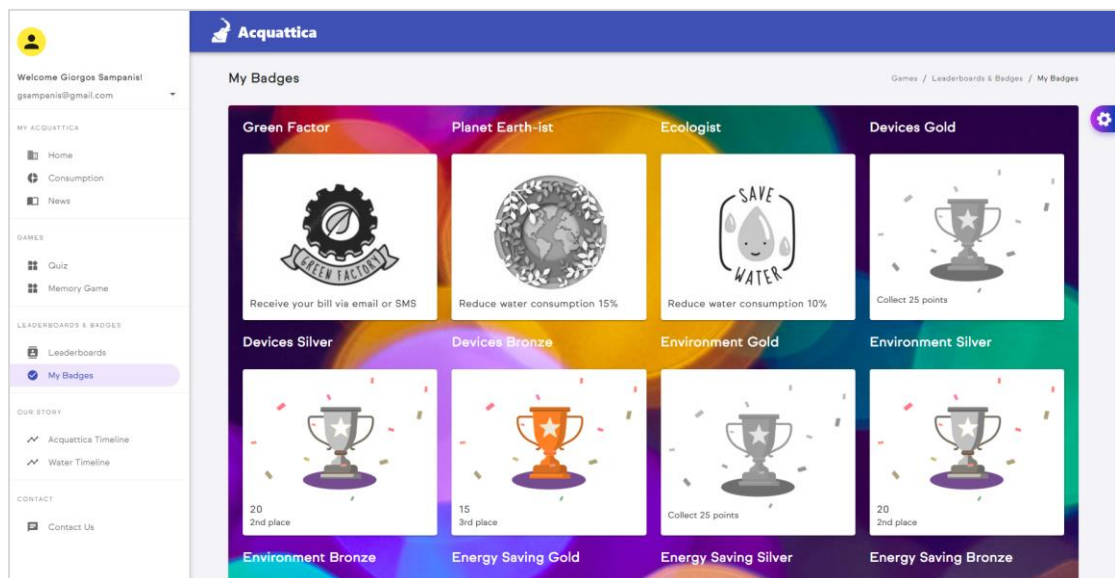 Acquattica
Welcome Giorgos Sampanis!
gsampanis@gmail.com
MY ACQUATTICA
Home
Consumption
News
GAMES
Quiz
Memory Game
LEADERBOARDS & BADGES
Leaderboards
My Badges
OUR STORY
Acquattica Timeline
Water Timeline
CONTACT
Contact Us
My Badges
Games / Leaderboards & Badges / My Badges
Green Factor
Planet Earth-ist
Ecologist
Devices Gold
GREEN FACTORY
Receive your bill via email or SMS
Reduce water consumption 15%
SAVE
WATER
Reduce water consumption 10%
Collect 25 points
Devices Silver
Devices Bronze
Environment Gold
Environment Silver
20
2nd place
15
3rd place
Collect 25 points
20
2nd place
Environment Bronze
Energy Saving Gold
Energy Saving Silver
Energy Saving Bronze